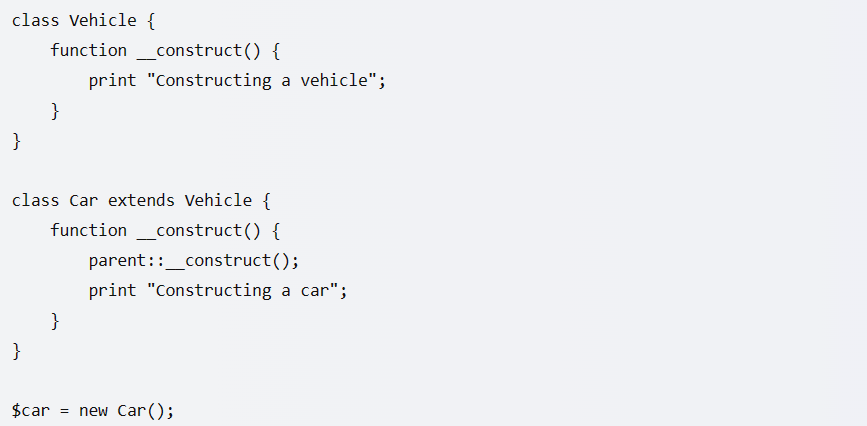 class Vehicle {
    function __construct() {
        print "Constructing a vehicle";
    }
}

class Car extends Vehicle {
    function __construct() {
        parent::__construct();
        print "Constructing a car";
    }
}

$car = new Car();